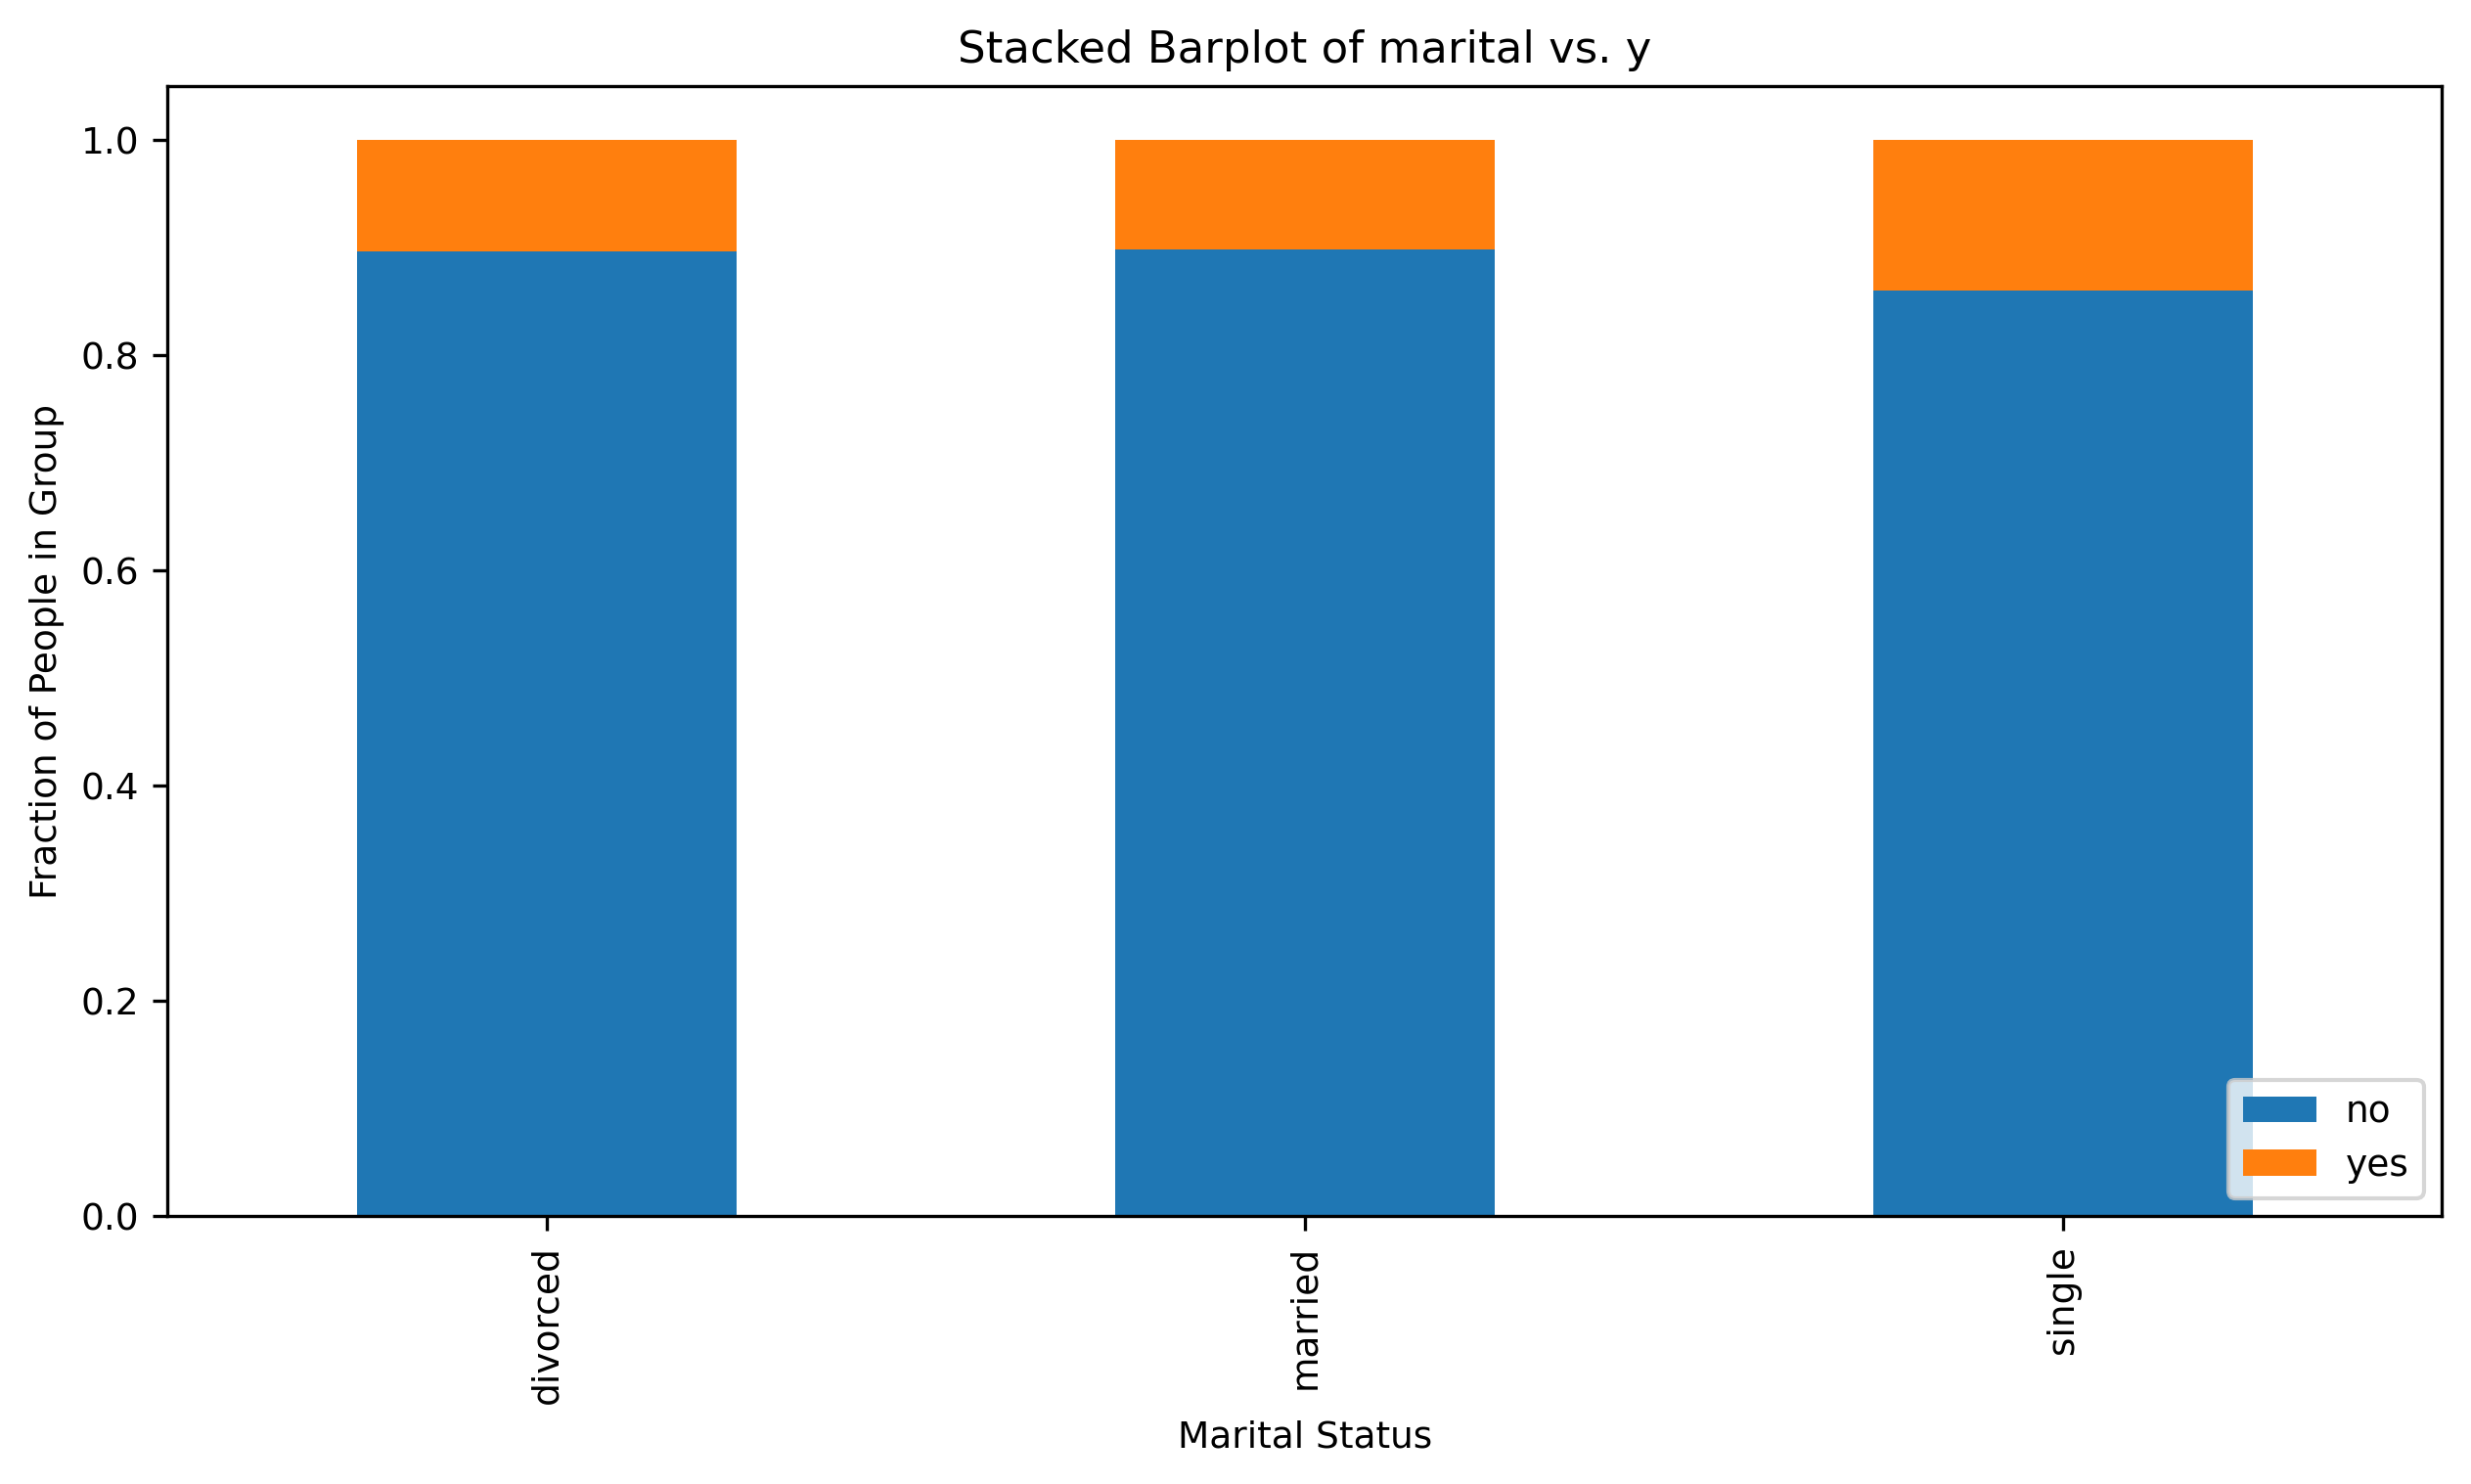 Stacked Barplot of marital vs. y
Fraction of People in Group
1.0
0.8
0.6
0.4
0.2
0.0
no
yes
divorced
married
single
Marital Status